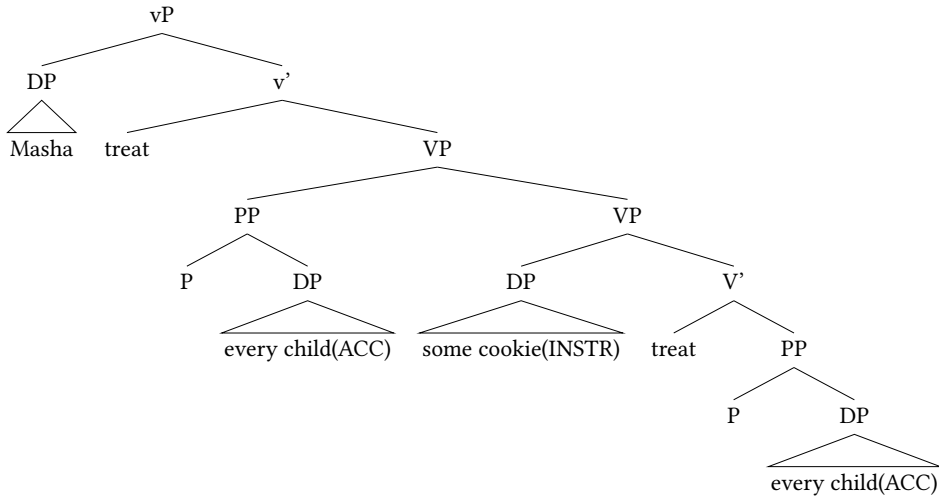 vP
DP v’
Masha treat VP
PP VP
P DP DP V’
every child(ACC) some cookie(INSTR) treat PP
P DP
every child(ACC)